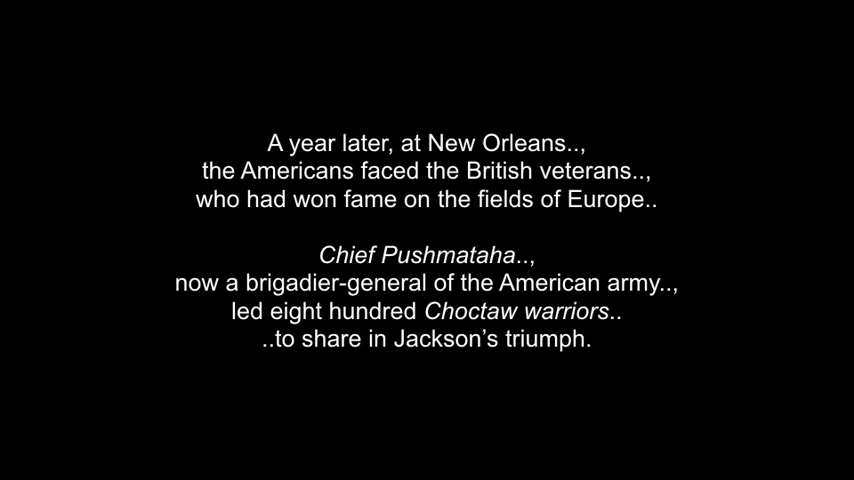 A year later, at New Orleans..,
the Americans faced the British veterans..,
who had won fame on the fields of Europe..
Chief Pushmataha..,
now a brigadier-general of the American army..,
led eight hundred Choctaw warriors..
..to share in Jackson’s triumph.